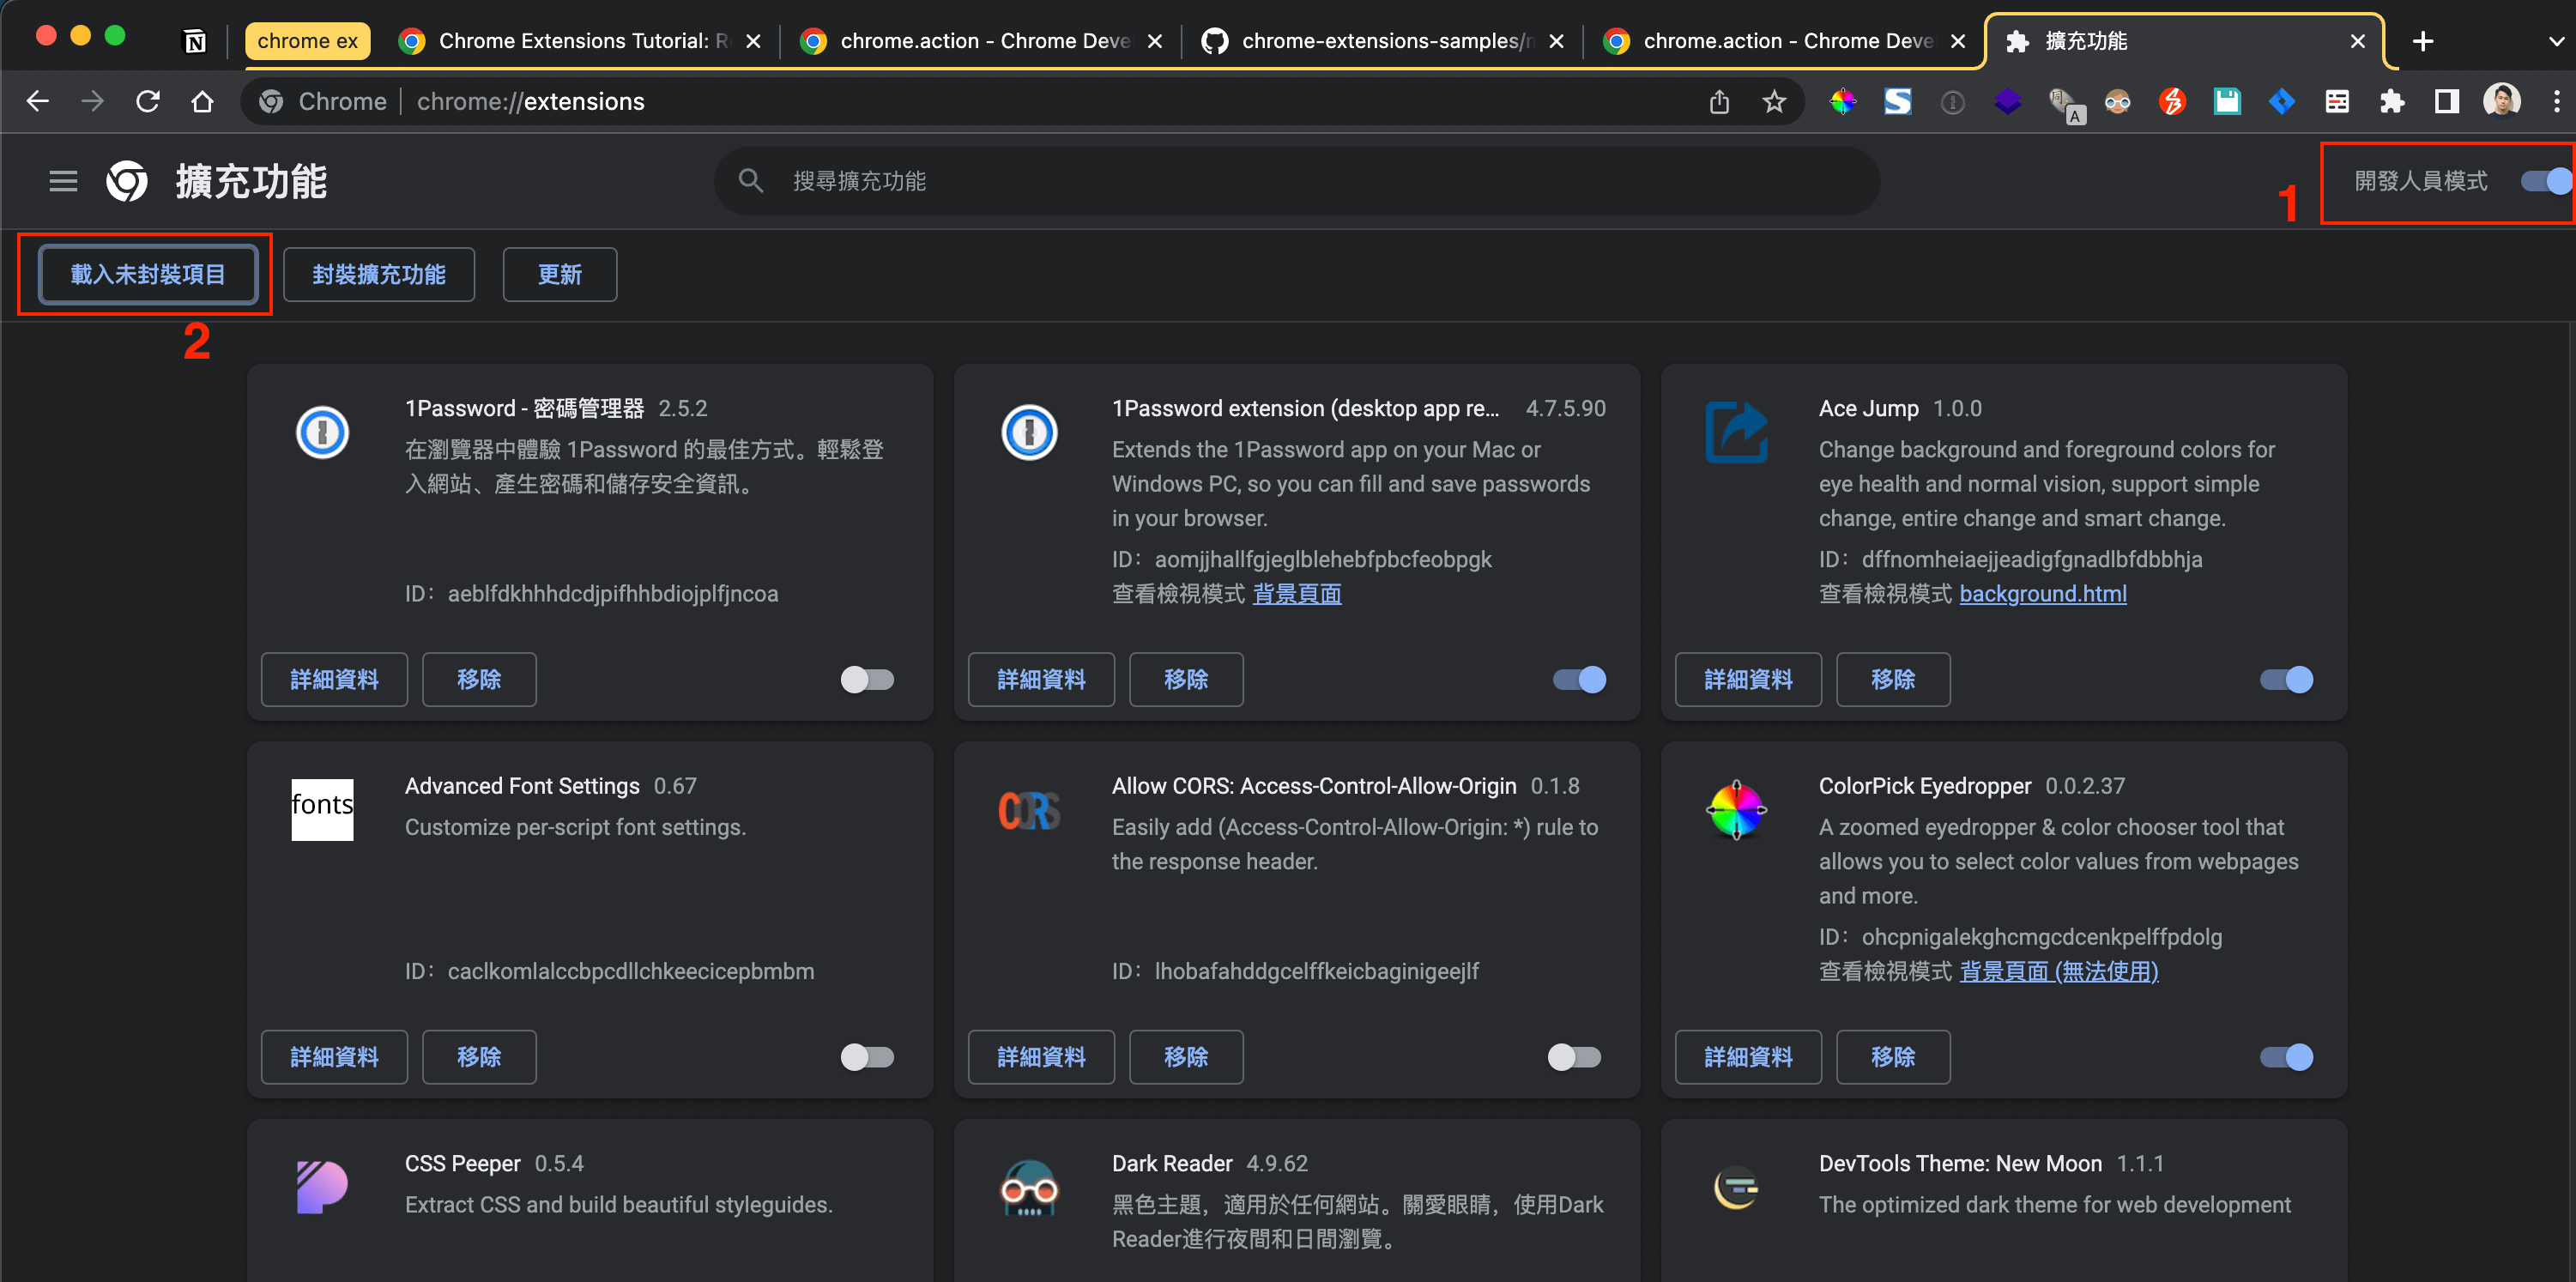 chrome ex
Chrome Extensions Tutorial: R
chrome.action - Chrome Deve
chrome-extensions-samples/
chrome.action - Chrome Deve
擴充功能
Chrome
chrome://extensions
A
擴充功能
搜尋擴充功能
開發人員模式
1
載入未封裝項目
封裝擴充功能
更新
2
1Password - 密碼管理器 2.5.2
在瀏覽器中體驗 1Password 的最佳方式。輕鬆登
入網站、產生密碼和儲存安全資訊。
ID： aeblfdkhhhdcdjpifhhbdiojplfjncoa
詳細資料
移除
1Password extension (desktop app re... 4.7.5.90
Extends the 1Password app on your Mac or
Windows PC, so you can fill and save passwords
in your browser.
ID： aomjjhallfgjeglblehebfpbcfeobpgk
查看檢視模式 背景頁面
詳細資料
移除
Ace Jump 1.0.0
Change background and foreground colors for
eye health and normal vision, support simple
change, entire change and smart change.
ID： dffnomheiaejjeadigfgnadlbfdbbhja
查看檢視模式 background.html
詳細資料
移除
fonts
Advanced Font Settings 0.67
Customize per-script font settings.
ID： caclkomlalccbpcdllchkeecicepbmbm
詳細資料
移除
CORS
Allow CORS: Access-Control-Allow-Origin 0.1.8
Easily add (Access-Control-Allow-Origin: *) rule to
the response header.
ID： lhobafahddgcelffkeicbaginigeejlf
詳細資料
移除
ColorPick Eyedropper 0.0.2.37
A zoomed eyedropper & color chooser tool that
allows you to select color values from webpages
and more.
ID： ohcpnigalekghcmgcdcenkpelffpdolg
查看檢視模式 背景頁面 (無法使用)
詳細資料
移除
CSS Peeper 0.5.4
Extract CSS and build beautiful styleguides.
Dark Reader 4.9.62
黑色主題，適用於任何網站。關愛眼睛，使用Dark
Reader進行夜間和日間瀏覽。
DevTools Theme: New Moon 1.1.1
The optimized dark theme for web development